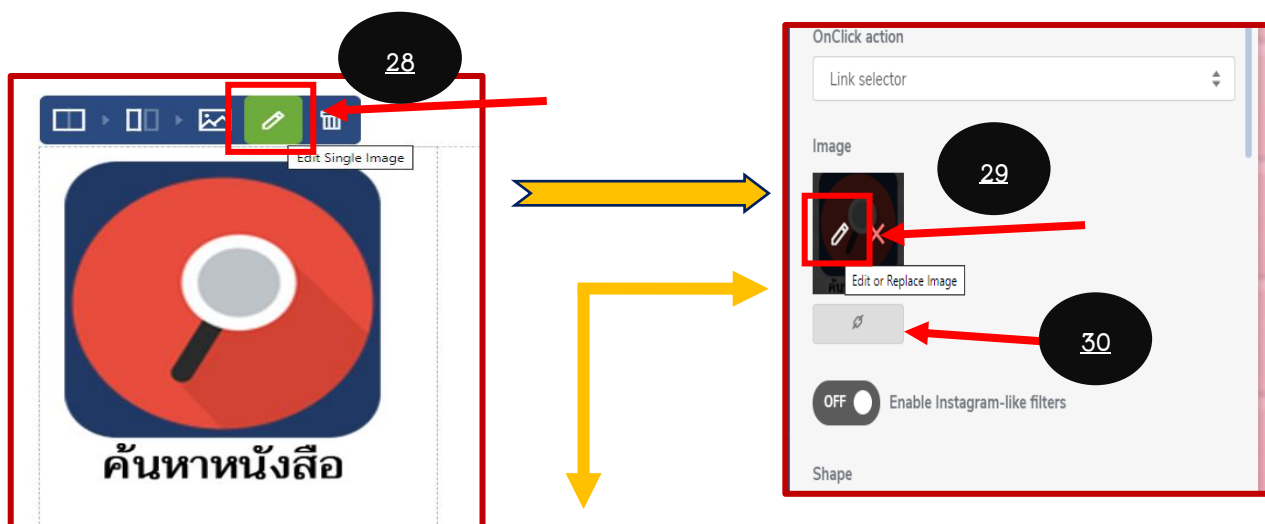 28
Edit Single Image
ค้นหาหนังสือ
OnClick action
Link selector
Image
29
Edit or Replace Image
30
OFF
Enable Instagram-like filters
Shape